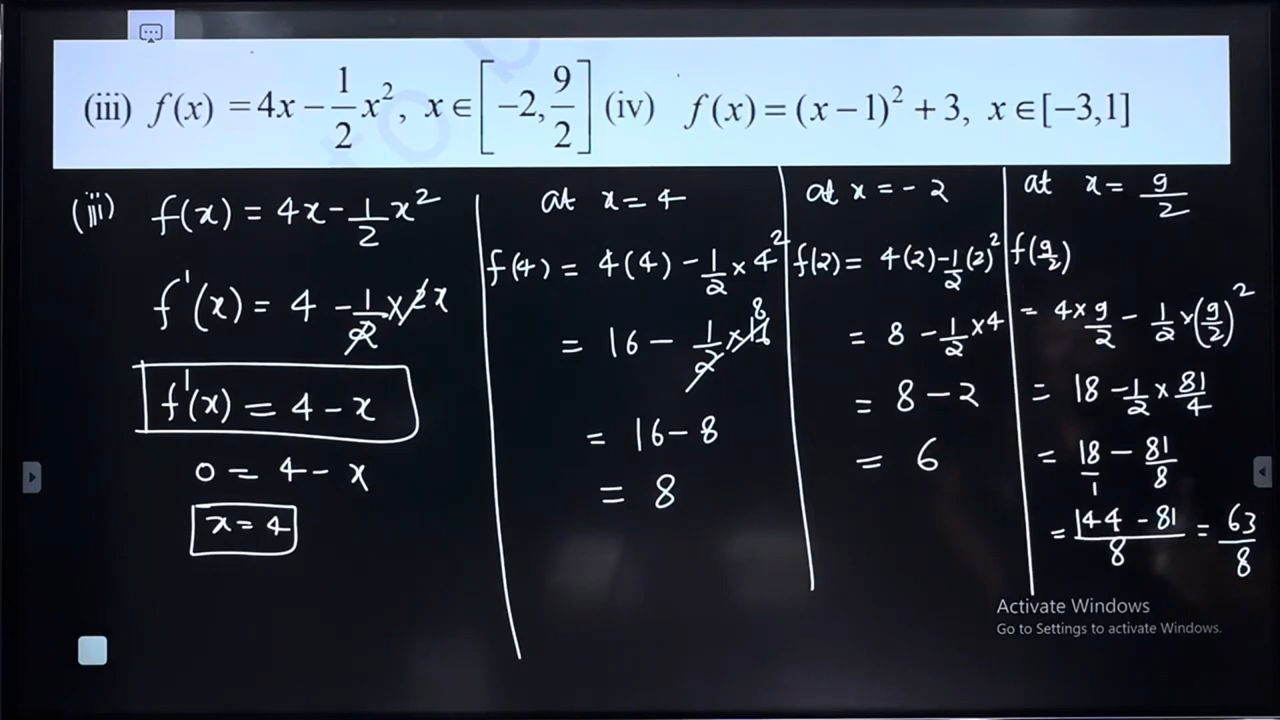 (iii) f(x) = 4x − 1/2 x², x ∈ [−2, 9/2] (iv) f(x) = (x − 1)² + 3, x ∈ [−3, 1]
(iii) f(x) = 4x − 1/2 x²
f'(x) = 4 − 1/2 × 2x
f'(x) = 4 − x
0 = 4 − x
x = 4
at x = 4
f(4) = 4(4) − 1/2 × 4²
= 16 − 1/2 × 16 8
= 16 − 8
= 8
at x = − 2
f(2) = 4(2) − 1/2 (2)²
= 8 − 1/2 × 4
= 8 − 2
= 6
at x = 9/2
f(9/2)
= 4 × 9/2 − 1/2 × (9/2)²
= 18 − 1/2 × 81/4
= 18/1 − 81/8
= 144 − 81/8 = 63/8
Activate Windows
Go to Settings to activate Windows.